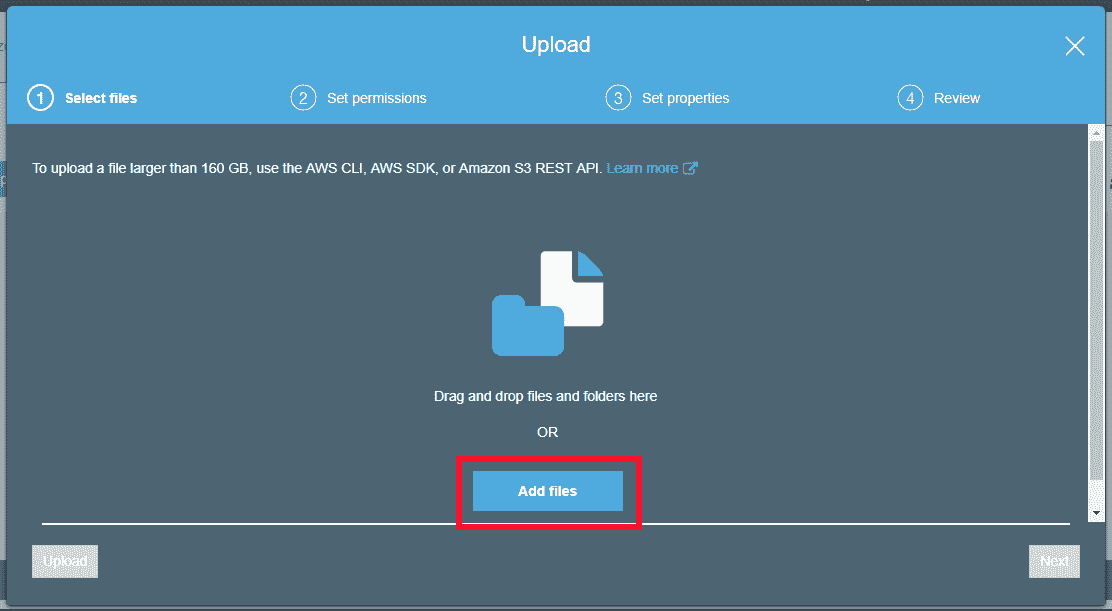 Upload
1 Select files
2 Set permissions
3 Set properties
4 Review
To upload a file larger than 160 GB, use the AWS CLI, AWS SDK, or Amazon S3 REST API. Learn more
Drag and drop files and folders here
OR
Add files
Upload
Next